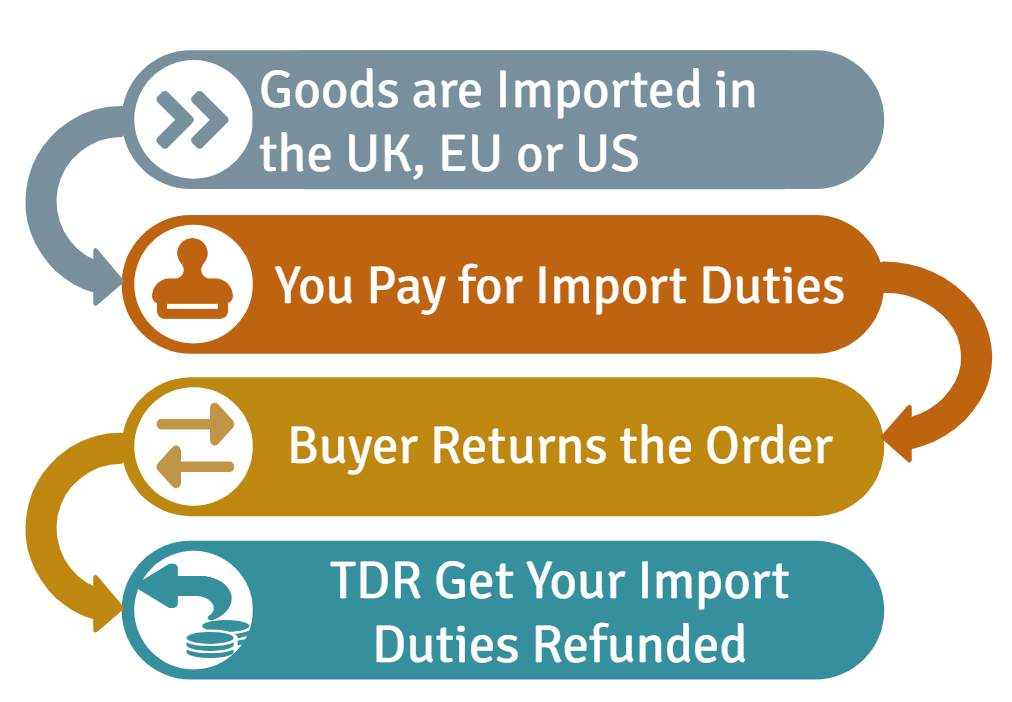 Goods are Imported in
the UK, EU or US
You Pay for Import Duties
Buyer Returns the Order
TDR Get Your Import
Duties Refunded